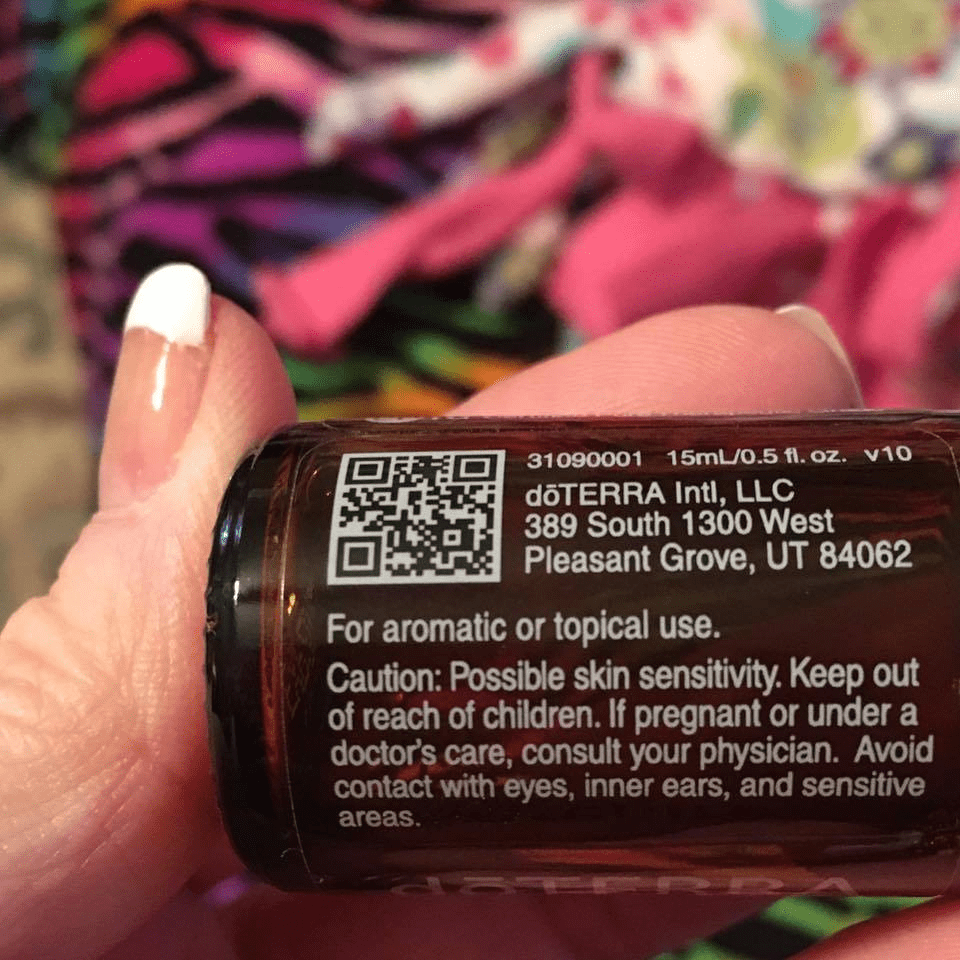 31090001 15mL/0.5 fl. oz. v10
dōTERRA Intl, LLC
389 South 1300 West
Pleasant Grove, UT 84062
For aromatic or topical use.
Caution: Possible skin sensitivity. Keep out
of reach of children. If pregnant or under a
doctor's care, consult your physician. Avoid
contact with eyes, inner ears, and sensitive
areas.
dōTERRA